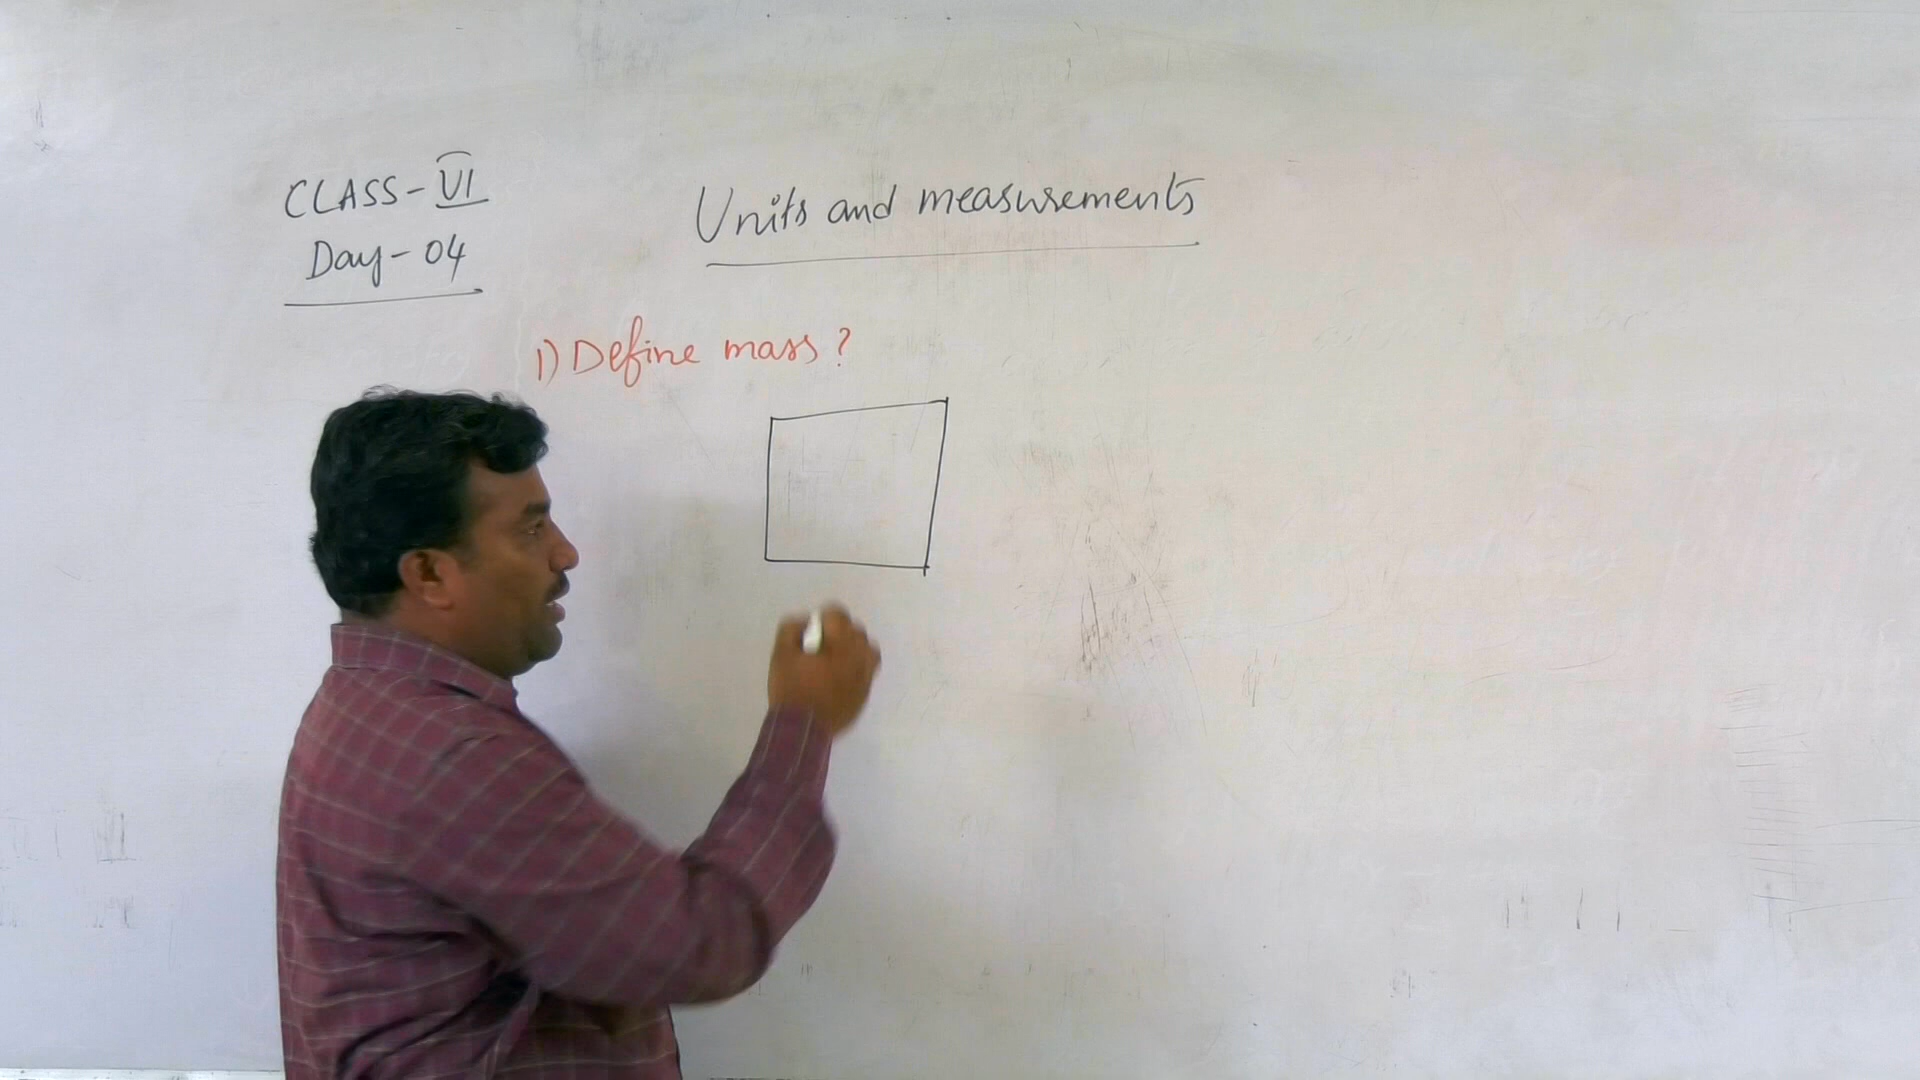 CLASS-VI
Day-04
Units and measurements
1) Define mass?